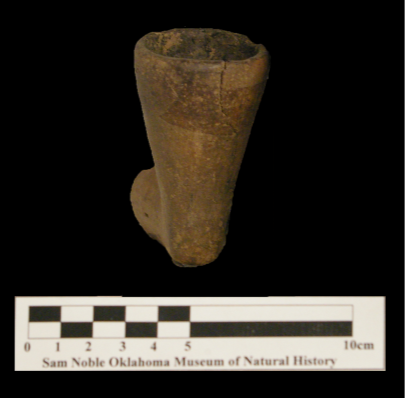 0 1 2 3 4 5 10cm
Sam Noble Oklahoma Museum of Natural History